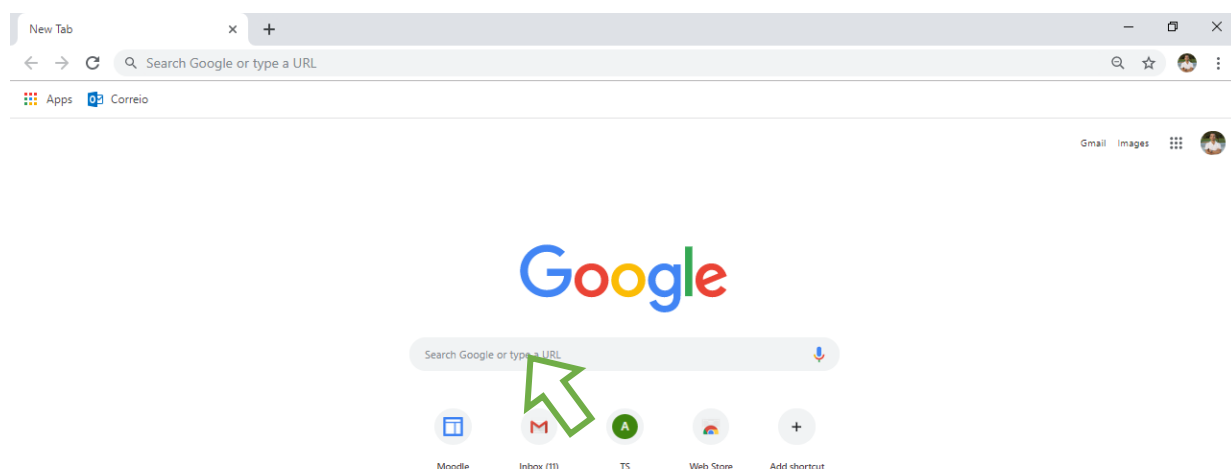 New Tab
Search Google or type a URL
Apps Correio
Gmail Images
Google
Search Google or type a URL
A
Moodle Inbox (11) TS Web Store Add shortcut